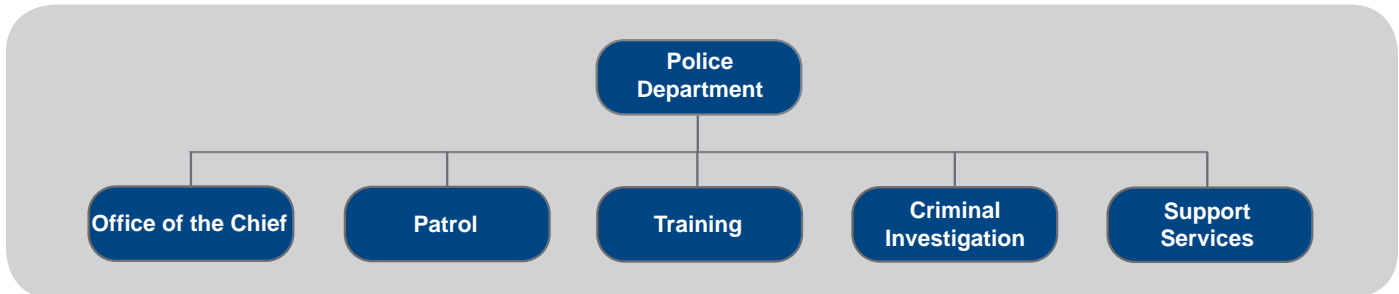 Police
Department
Office of the Chief
Patrol
Training
Criminal
Investigation
Support
Services